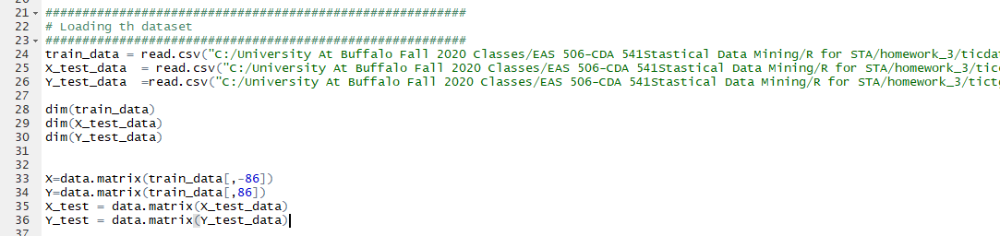 21 #########################################################
22 # Loading th dataset
23 #########################################################
24 train_data = read.csv("C:/University At Buffalo Fall 2020 Classes/EAS 506-CDA 541Stastical Data Mining/R for STA/homework_3/ticda
25 X_test_data  = read.csv("C:/University At Buffalo Fall 2020 Classes/EAS 506-CDA 541Stastical Data Mining/R for STA/homework_3/tic
26 Y_test_data  =read.csv("C:/University At Buffalo Fall 2020 Classes/EAS 506-CDA 541Stastical Data Mining/R for STA/homework_3/tict
27
28 dim(train_data)
29 dim(X_test_data)
30 dim(Y_test_data)
31
32
33 X=data.matrix(train_data[,-86])
34 Y=data.matrix(train_data[,86])
35 X_test = data.matrix(X_test_data)
36 Y_test = data.matrix(Y_test_data)
37